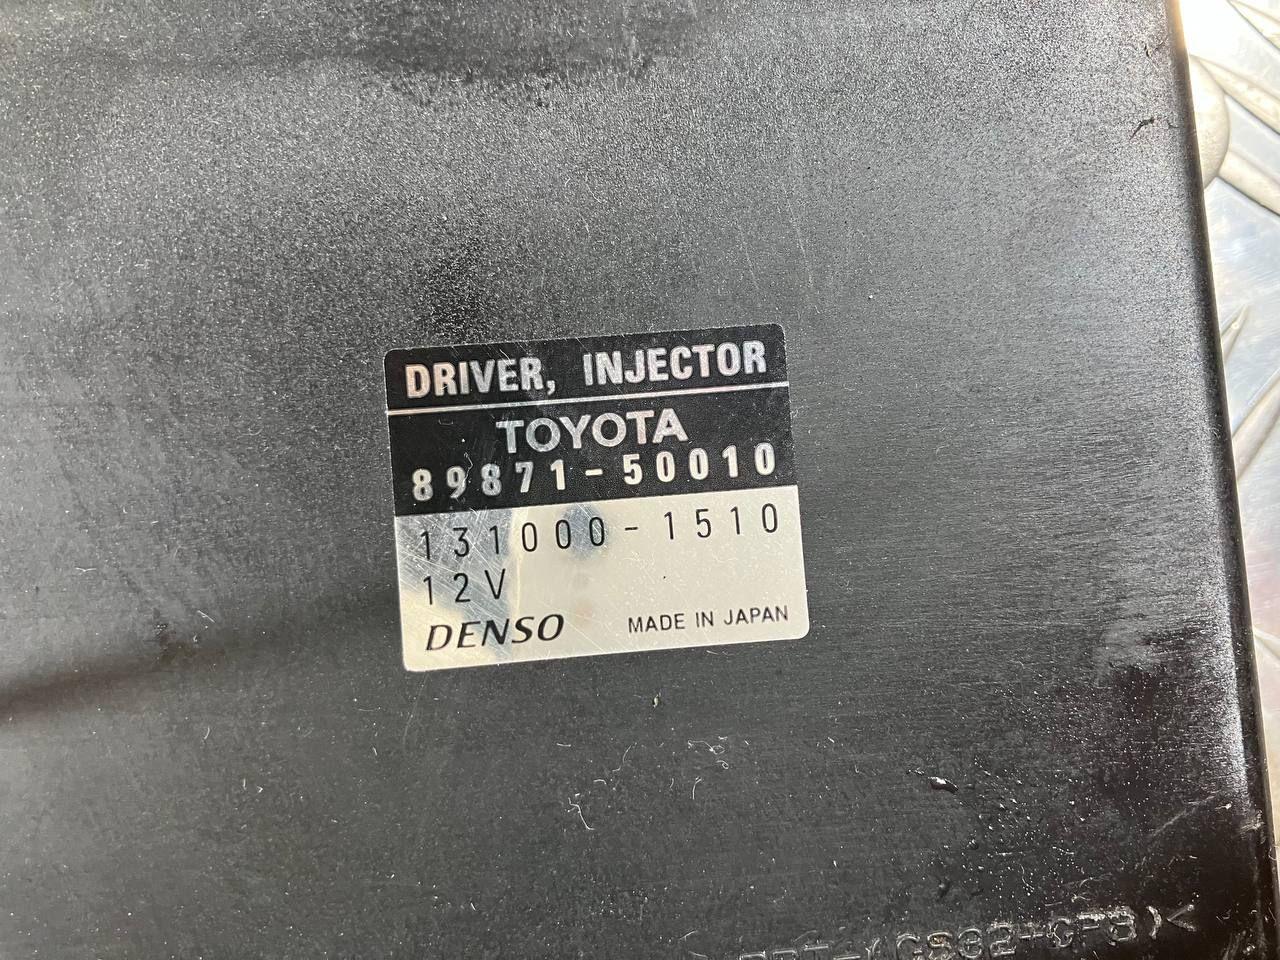 DRIVER, INJECTOR
TOYOTA
89871-50010
131000-1510
12V
DENSO MADE IN JAPAN